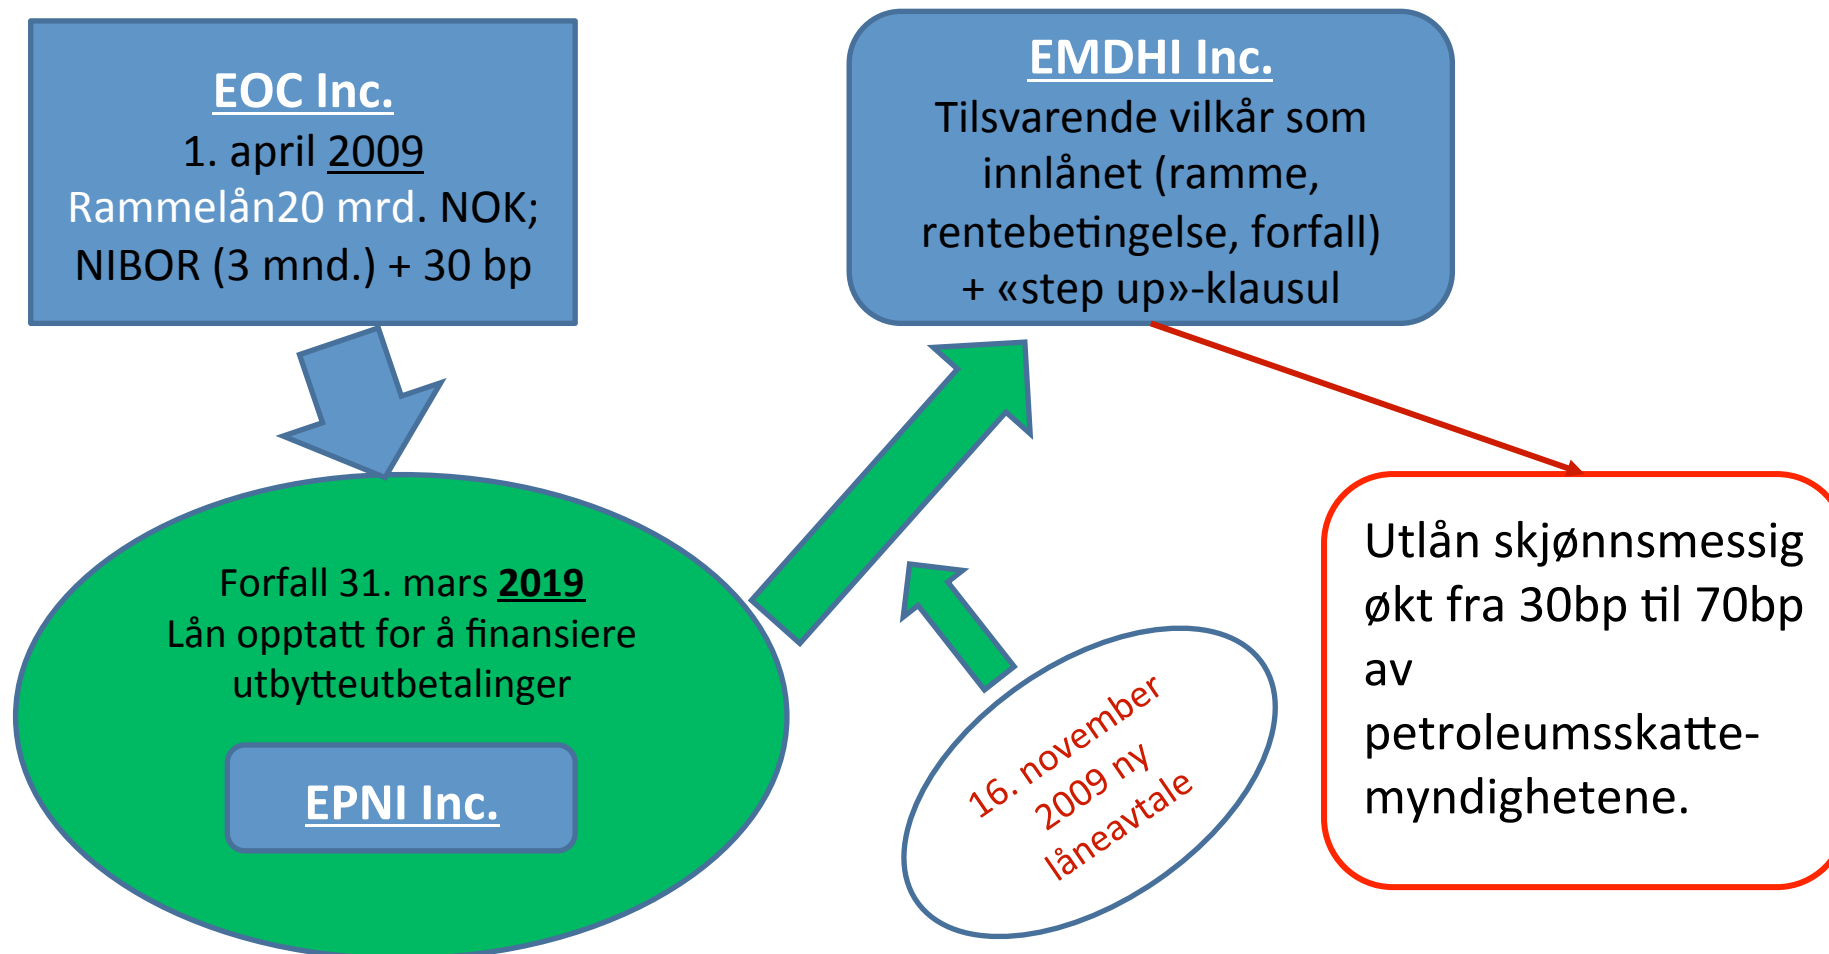 EOC Inc.
1. april 2009
Rammelån20 mrd. NOK;
NIBOR (3 mnd.) + 30 bp
EMDHI Inc.
Tilsvarende vilkår som
innlånet (ramme,
rentebetingelse, forfall)
+ «step up»-klausul
Forfall 31. mars 2019
Lån opptatt for å finansiere
utbytteutbetalinger
EPNI Inc.
16. november
2009 ny
låneavtale
Utlån skjønnsmessig
økt fra 30bp til 70bp
av
petroleumsskatte-
myndighetene.